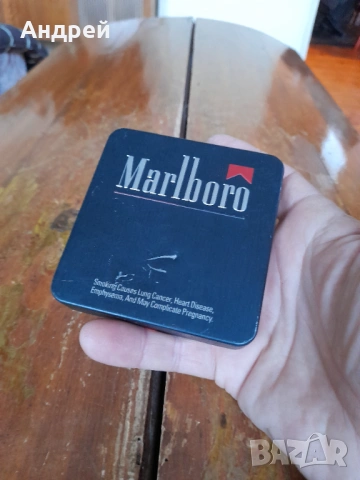 Андрей
Marlboro
Smoking Causes Lung Cancer, Heart Disease,
Emphysema, And May Complicate Pregnancy.
BAZAR